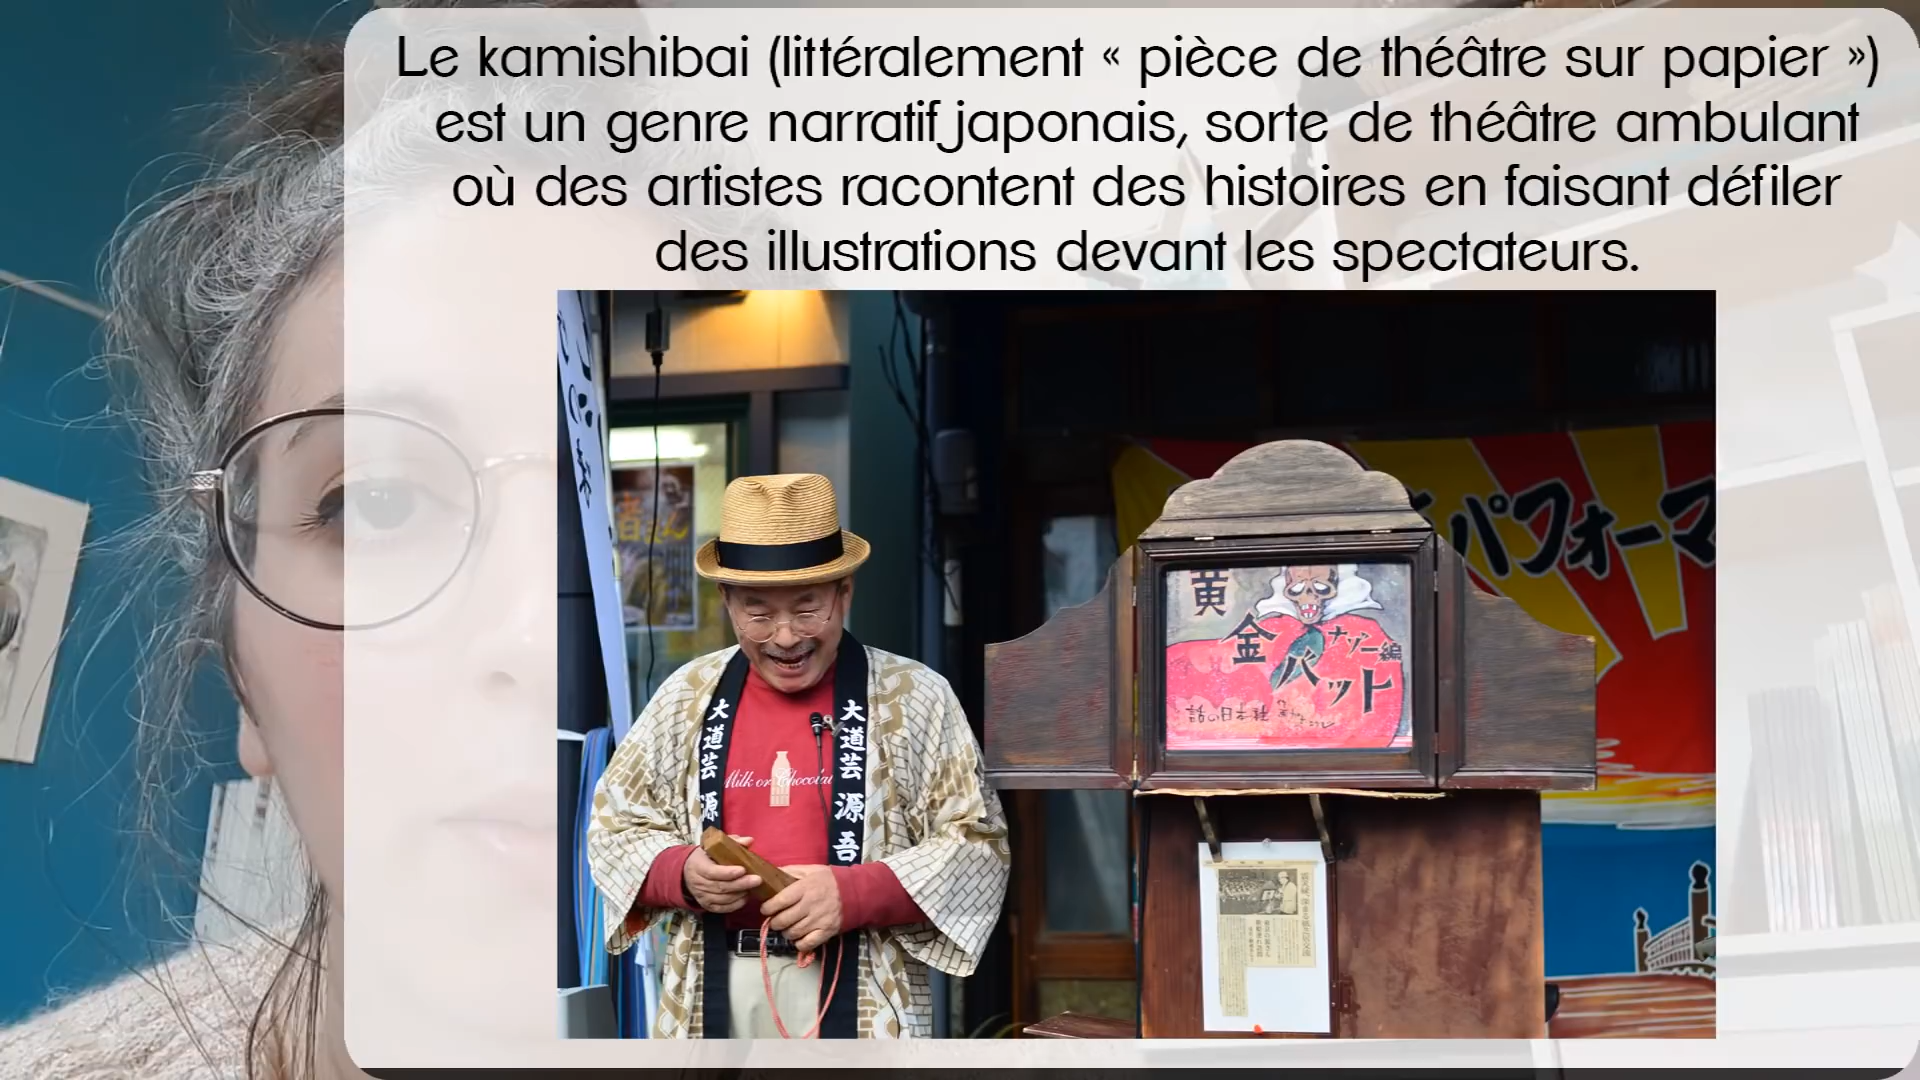 Le kamishibai (littéralement « pièce de théâtre sur papier »)
est un genre narratif japonais, sorte de théâtre ambulant
où des artistes racontent des histoires en faisant défiler
des illustrations devant les spectateurs.
パフォーマ
黄金バット
ナゾー編
大道芸 源
大道芸 源吾
Milk or Chocolat